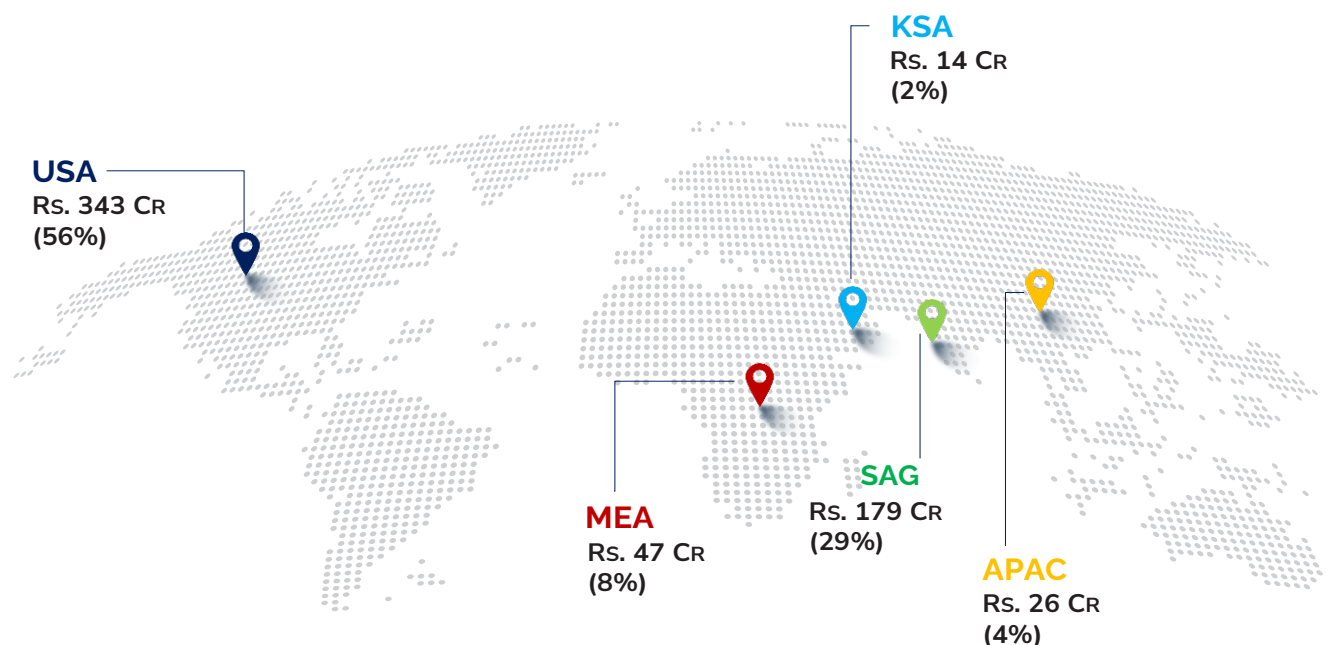 KSA
Rs. 14 Cr
(2%)
USA
Rs. 343 Cr
(56%)
MEA
Rs. 47 Cr
(8%)
SAG
Rs. 179 Cr
(29%)
APAC
Rs. 26 Cr
(4%)